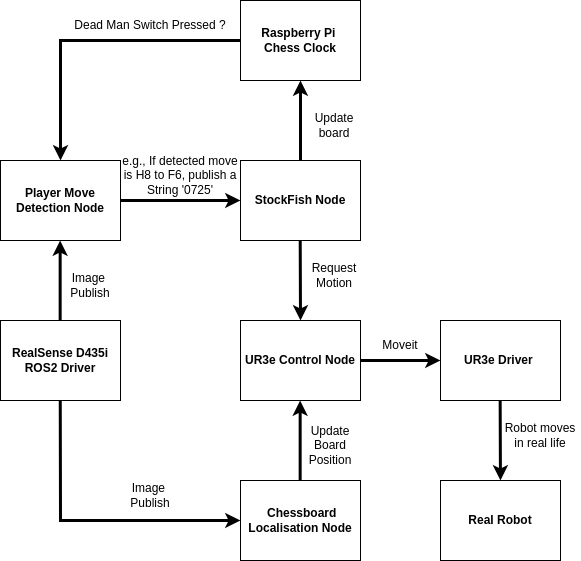 Dead Man Switch Pressed ?
Raspberry Pi
Chess Clock
Update
board
e.g., If detected move
is H8 to F6, publish a
String '0725'
Player Move
Detection Node
StockFish Node
Image
Publish
Request
Motion
RealSense D435i
ROS2 Driver
UR3e Control Node
Moveit
UR3e Driver
Update
Board
Position
Robot moves
in real life
Image
Publish
Chessboard
Localisation Node
Real Robot